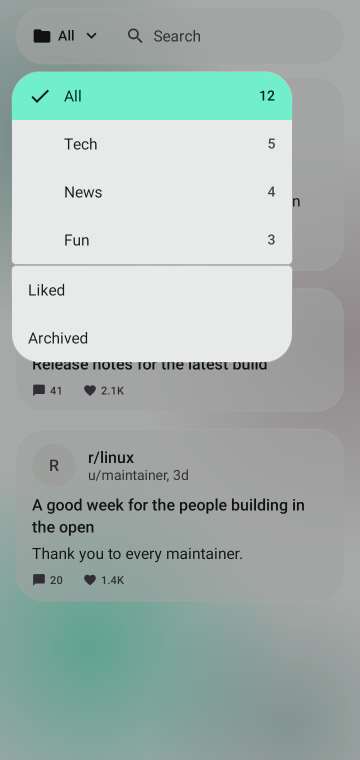 All
Search
All 12
Tech 5
News 4
Fun 3
Liked
Archived
Release notes for the latest build
41 2.1K
R
r/linux
u/maintainer, 3d
A good week for the people building in
the open
Thank you to every maintainer.
20 1.4K